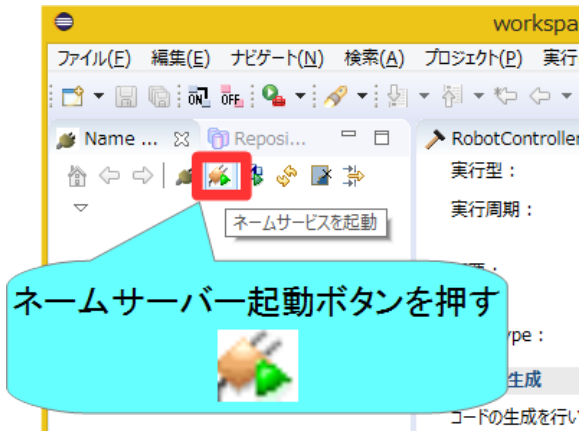 workspa
ファイル(F) 編集(E) ナビゲート(N) 検索(A) プロジェクト(P) 実行
ON OFF
Name ... Reposi...
RobotController
実行型：
ネームサービスを起動
実行周期：
ネームサーバー起動ボタンを押す
ype：
生成
コードの生成を行い